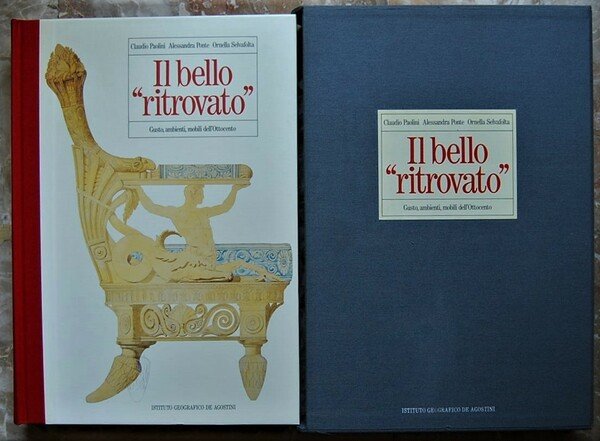 Claudio Paolini Alessandra Ponte Ornella Selvafolta
Il bello
“ritrovato”
Gusto, ambienti, mobili dell'Ottocento
ISTITUTO GEOGRAFICO DE AGOSTINI
Claudio Paolini Alessandra Ponte Ornella Selvafolta
Il bello
“ritrovato”
Gusto, ambienti, mobili dell'Ottocento
ISTITUTO GEOGRAFICO DE AGOSTINI